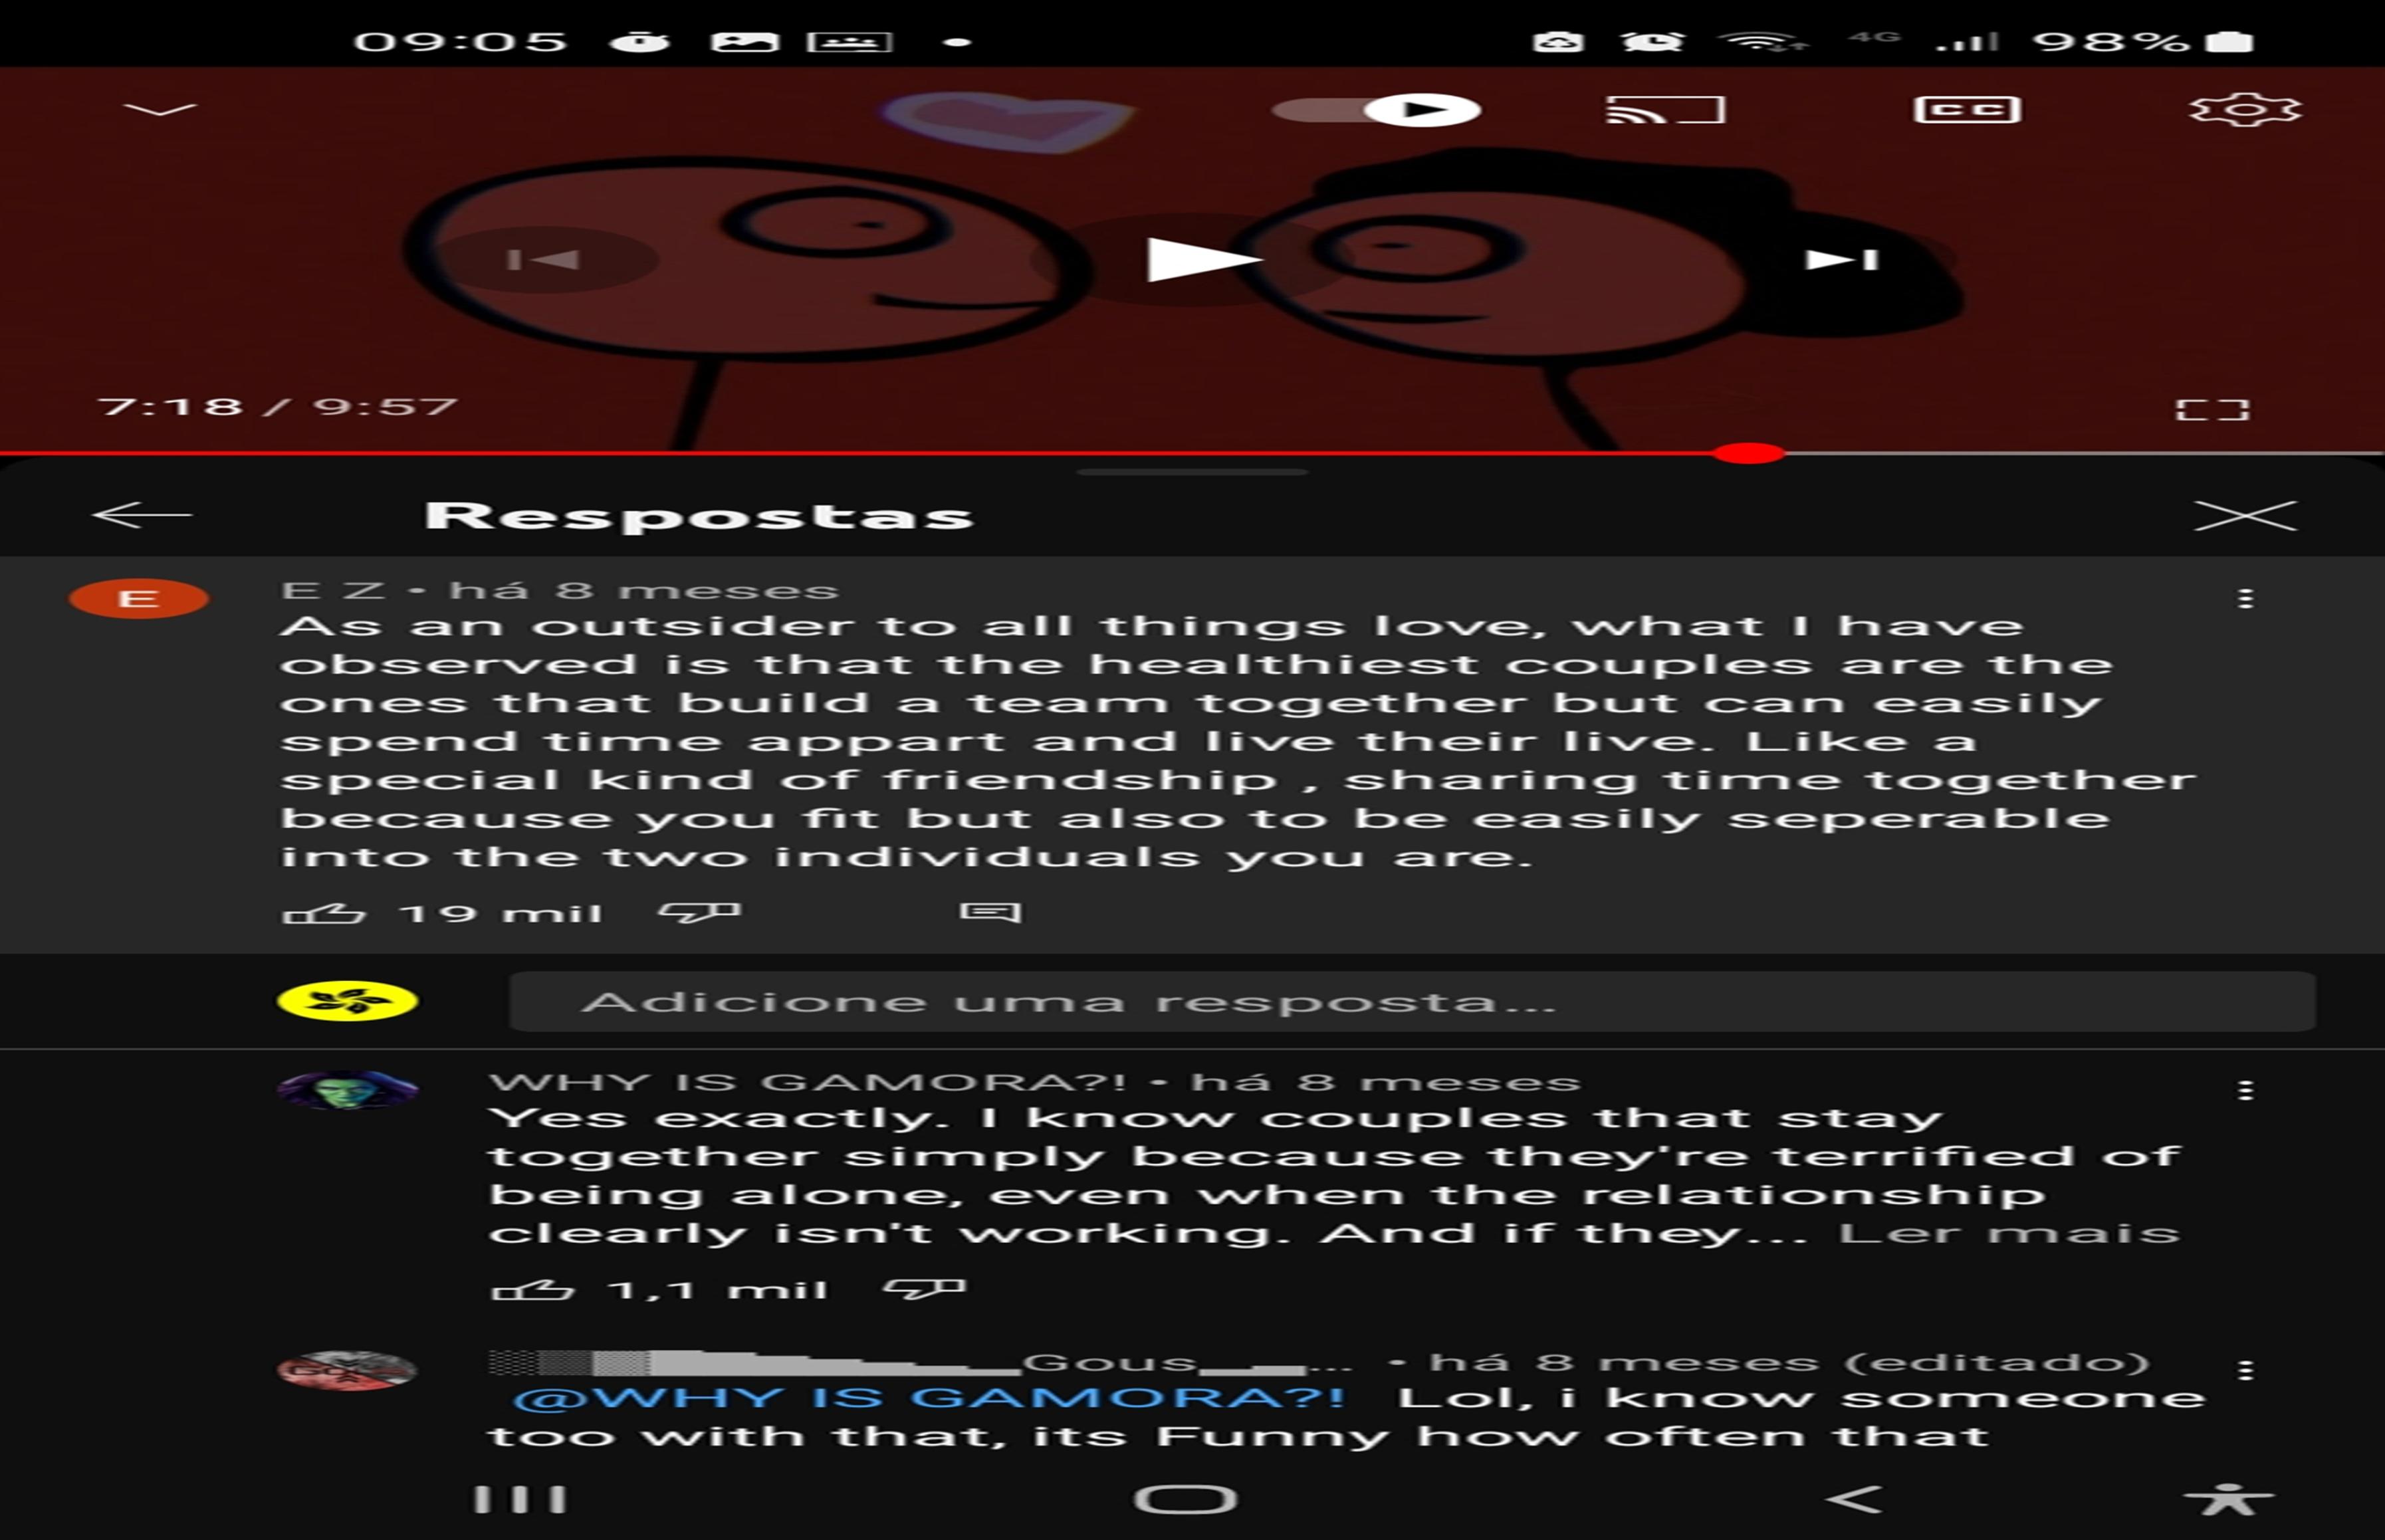 09:05
4G 98%
CC
7:18 / 9:57
Respostas
E
E Z • há 8 meses
As an outsider to all things love, what I have
observed is that the healthiest couples are the
ones that build a team together but can easily
spend time appart and live their live. Like a
special kind of friendship , sharing time together
because you fit but also to be easily seperable
into the two individuals you are.
19 mil
Adicione uma resposta...
WHY IS GAMORA?! • há 8 meses
Yes exactly. I know couples that stay
together simply because they're terrified of
being alone, even when the relationship
clearly isn't working. And if they... Ler mais
1,1 mil
Gous... • há 8 meses (editado)
@WHY IS GAMORA?! Lol, i know someone
too with that, its Funny how often that